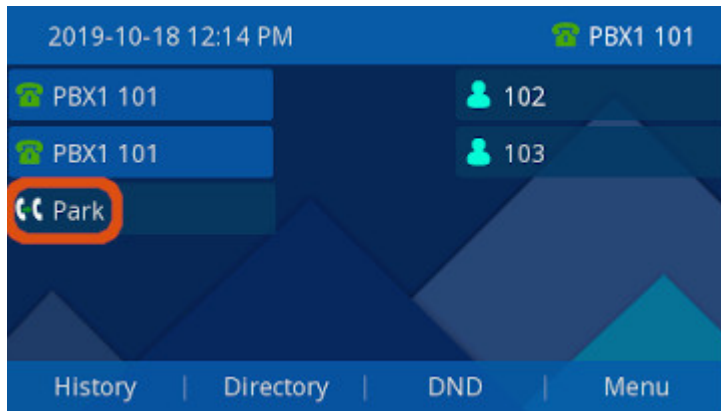 2019-10-18 12:14 PM PBX1 101
PBX1 101 102
PBX1 101 103
Park
History | Directory | DND | Menu